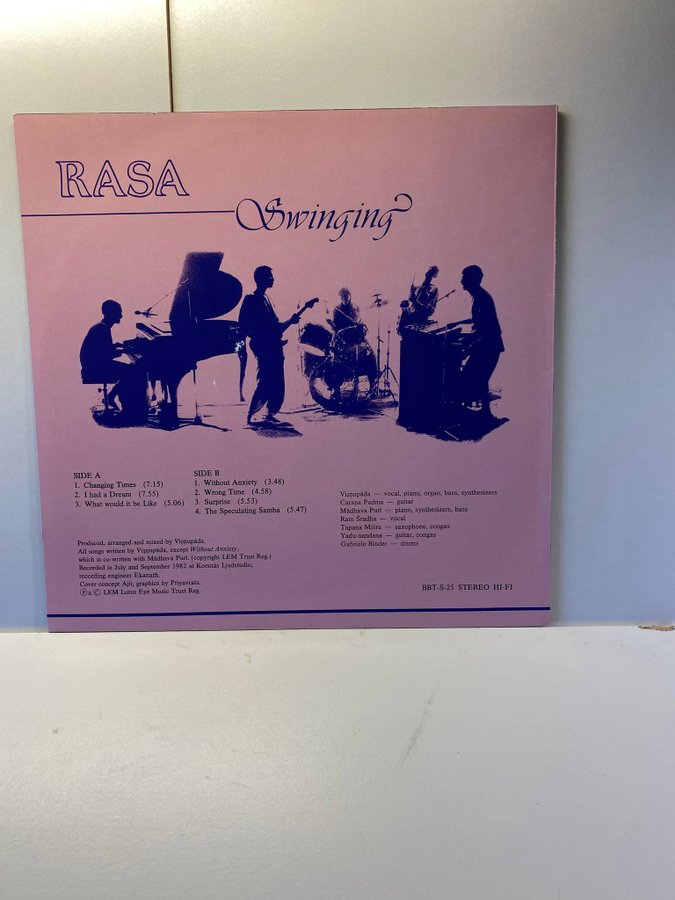 RASA
Swinging
SIDE A
1. Changing Times (7.15)
2. I had a Dream (7.55)
3. What would it be Like (5.06)
SIDE B
1. Without Anxiety (3.48)
2. Wrong Time (4.58)
3. Surprise (5.53)
4. The Speculating Samba (5.47)
Viṣṇupāda — vocal, piano, organ, bass, synthesizers
Caraṇa Padma — guitar
Mādhava Puri — piano, synthesizers, bass
Ram Śradha — vocal
Tapana Mitra — saxophone, congas
Yadu-nandana — guitar, congas
Gabriele Binder — drums
Produced, arranged and mixed by Viṣṇupāda.
All songs written by Viṣṇupāda, except Without Anxiety,
which is co-written with Mādhava Puri. (copyright LEM Trust Reg.)
Recorded in July and September 1982 at Korsnäs Ljudstudio,
recording engineer Ekanath.
Cover concept Ajit, graphics by Priyavrata.
Ⓟ & © LEM Lotus Eye Music Trust Reg.
BBT-S-25 STEREO HI-FI